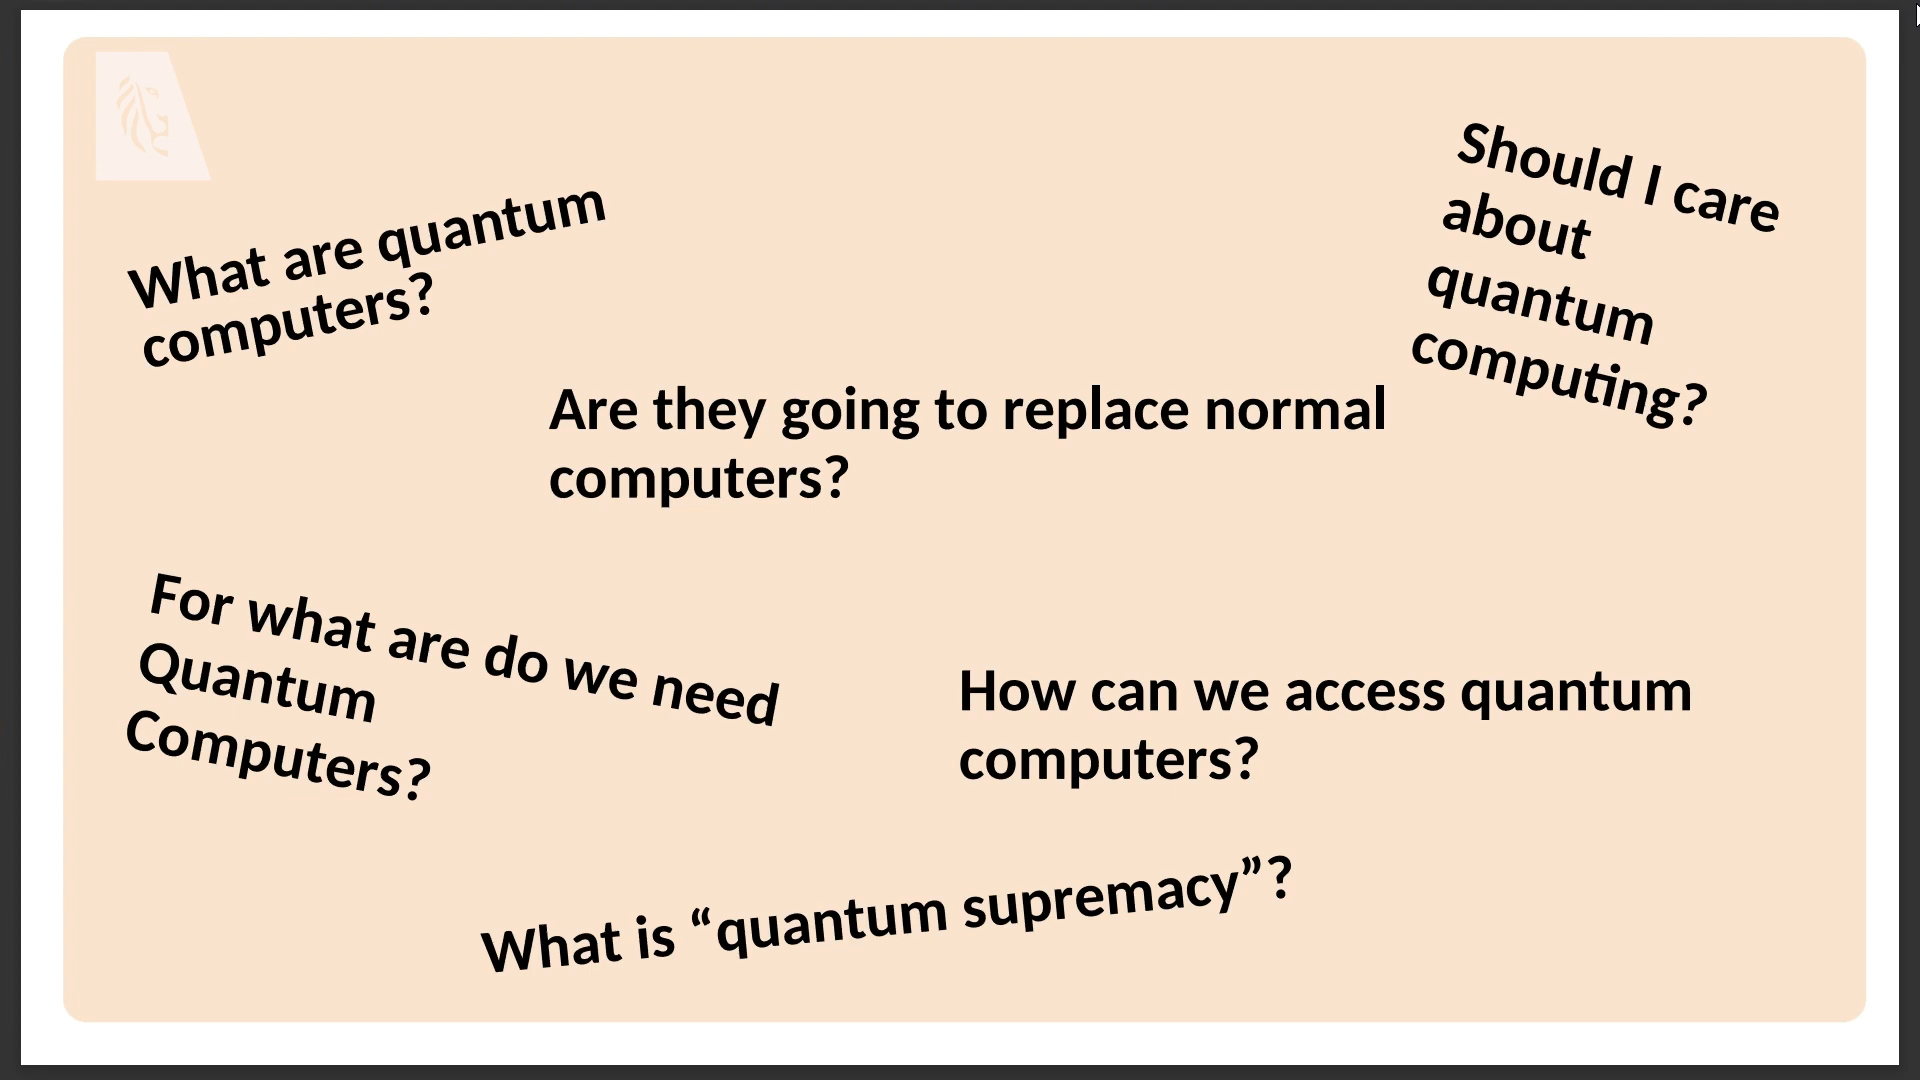 What are quantum
computers?
Should I care
about
quantum
computing?
Are they going to replace normal
computers?
For what are do we need
Quantum
Computers?
How can we access quantum
computers?
What is “quantum supremacy”?